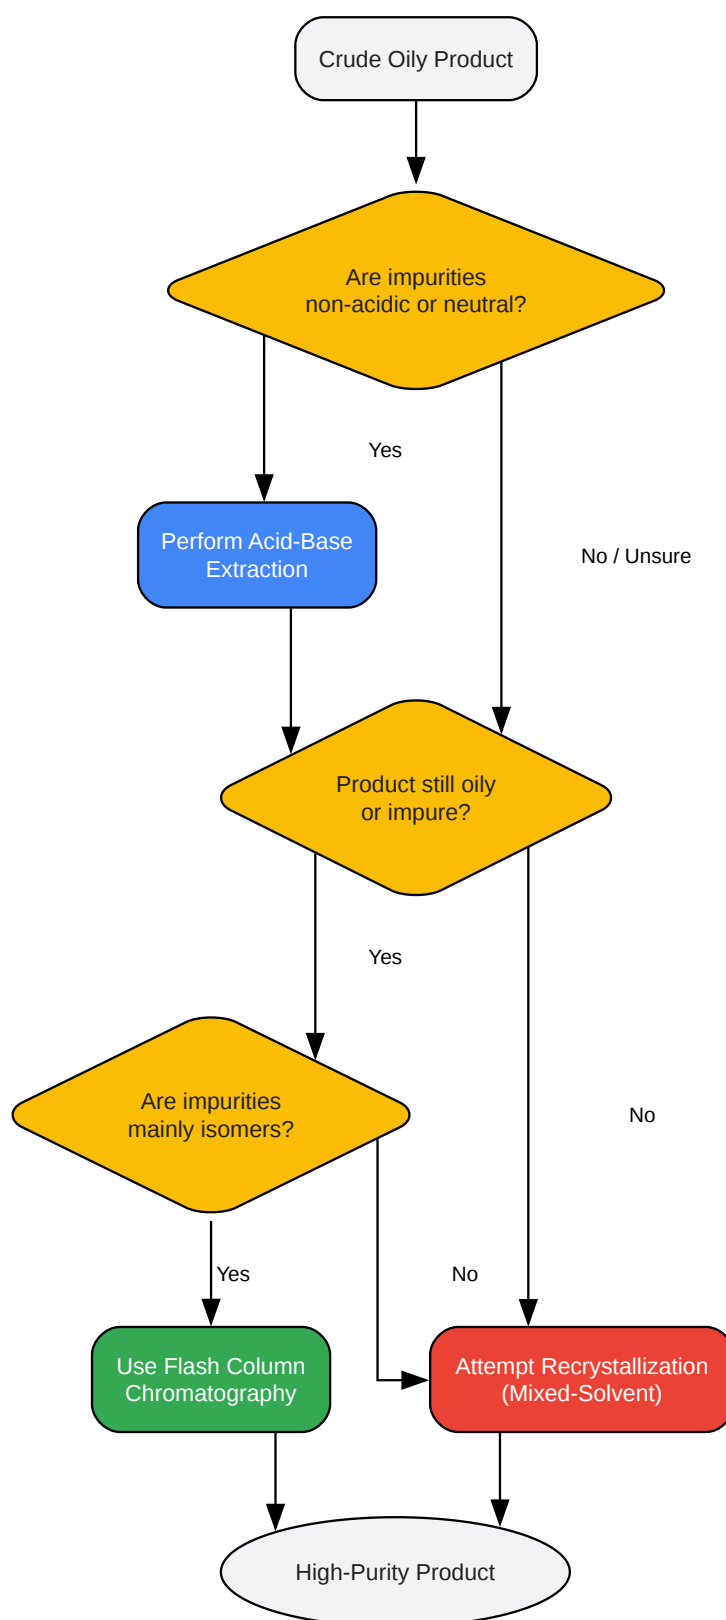 Crude Oily Product
Are impurities
non-acidic or neutral?
Yes
Perform Acid-Base
Extraction
No / Unsure
Product still oily
or impure?
Yes
Are impurities
mainly isomers?
No
Yes
No
Use Flash Column
Chromatography
Attempt Recrystallization
(Mixed-Solvent)
High-Purity Product